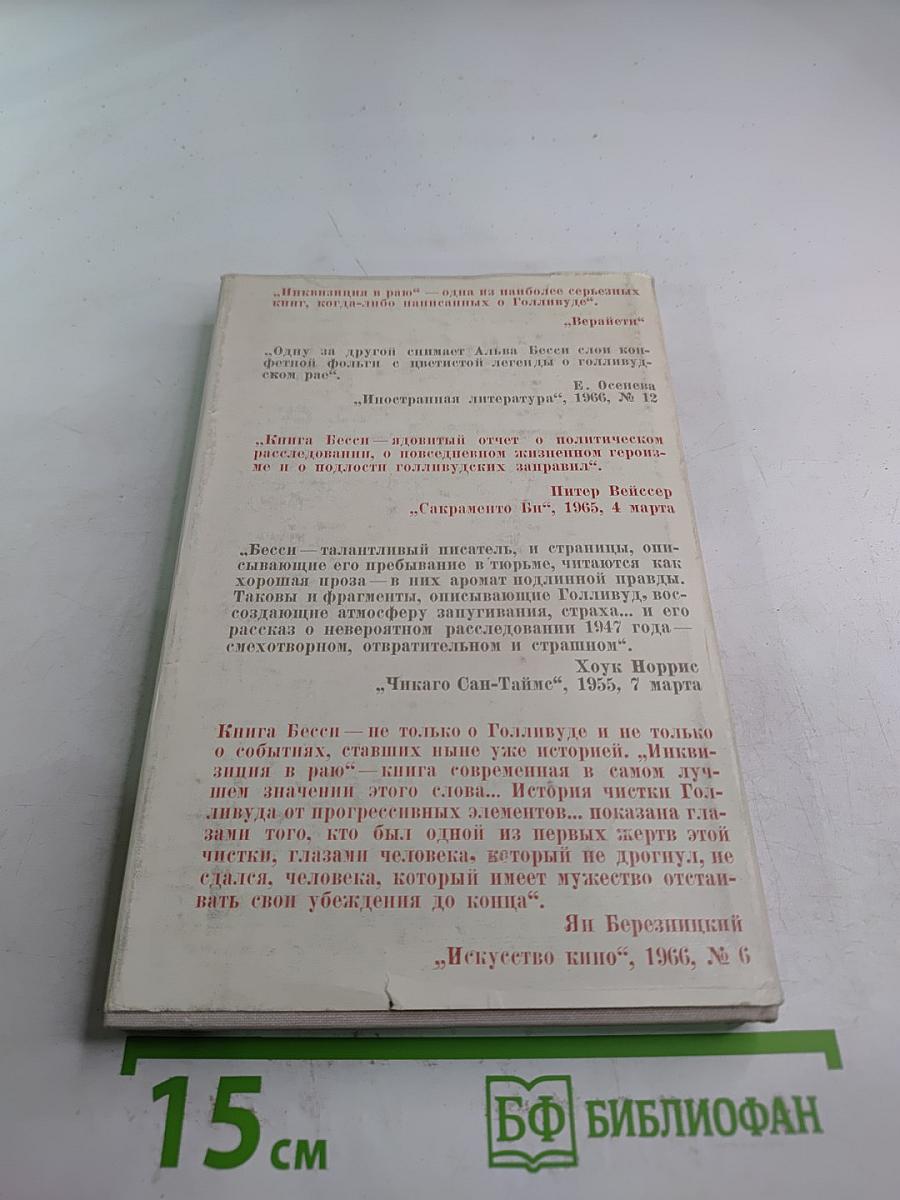 „Инквизиция в раю“ — одна из наиболее серьезных
книг, когда-либо написанных о Голливуде“.
„Верайети“
„Одну за другой снимает Альва Бесси слои кон-
фетной фольги с цветистой легенды о голливуд-
ском рае“.
Е. Осенева
„Иностранная литература“, 1966, № 12
„Книга Бесси — ядовитый отчет о политическом
расследовании, о повседневном жизненном героиз-
ме и о подлости голливудских заправил“.
Питер Вейссер
„Сакраменто Би“, 1965, 4 марта
„Бесси — талантливый писатель, и страницы, опи-
сывающие его пребывание в тюрьме, читаются как
хорошая проза — в них аромат подлинной правды.
Таковы и фрагменты, описывающие Голливуд, вос-
создающие атмосферу запугивания, страха... и его
рассказ о невероятном расследовании 1947 года —
смехотворном, отвратительном и страшном“.
Хоук Норрис
„Чикаго Сан-Таймс“, 1955, 7 марта
Книга Бесси — не только о Голливуде и не только
о событиях, ставших ныне уже историей. „Инкви-
зиция в раю“ — книга современная в самом луч-
шем значении этого слова... История чистки Гол-
ливуда от прогрессивных элементов... показана гла-
зами того, кто был одной из первых жертв этой
чистки, глазами человека, который не дрогнул, не
сдался, человека, который имеет мужество отстаи-
вать свои убеждения до конца“.
Ян Березницкий
„Искусство кино“, 1966, № 6
15 см
БФ БИБЛИОФАН